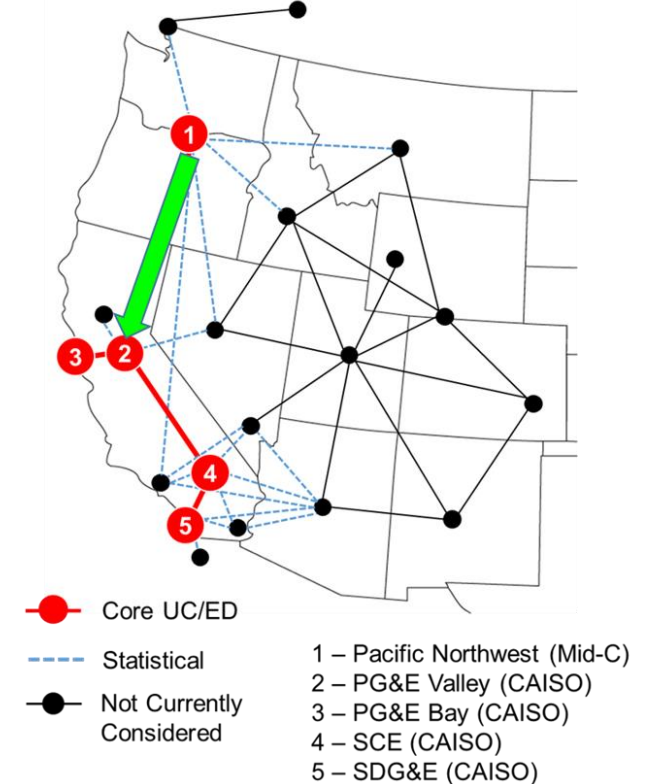 1
3
2
4
5
Core UC/ED
Statistical
Not Currently
Considered
1 – Pacific Northwest (Mid-C)
2 – PG&E Valley (CAISO)
3 – PG&E Bay (CAISO)
4 – SCE (CAISO)
5 – SDG&E (CAISO)